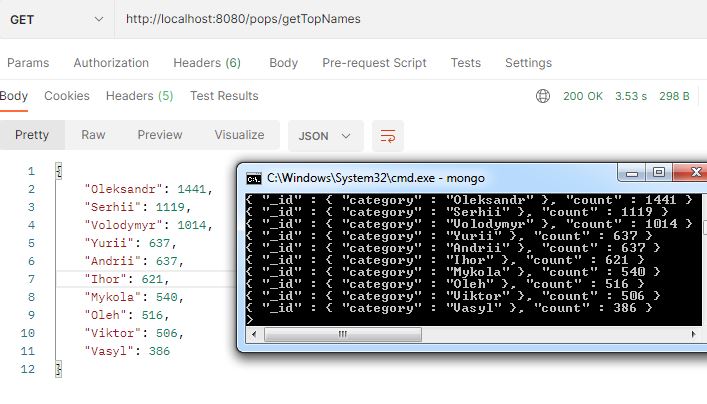 GET http://localhost:8080/pops/getTopNames
Params Authorization Headers (6) Body Pre-request Script Tests Settings
Body Cookies Headers (5) Test Results 200 OK 3.53 s 298 B
Pretty Raw Preview Visualize JSON
1 {
2 "Oleksandr": 1441,
3 "Serhii": 1119,
4 "Volodymyr": 1014,
5 "Yurii": 637,
6 "Andrii": 637,
7 "Ihor": 621,
8 "Mykola": 540,
9 "Oleh": 516,
10 "Viktor": 506,
11 "Vasyl": 386
12 }
C:\Windows\System32\cmd.exe - mongo
{ "_id" : { "category" : "Oleksandr" }, "count" : 1441 }
{ "_id" : { "category" : "Serhii" }, "count" : 1119 }
{ "_id" : { "category" : "Volodymyr" }, "count" : 1014 }
{ "_id" : { "category" : "Yurii" }, "count" : 637 }
{ "_id" : { "category" : "Andrii" }, "count" : 637 }
{ "_id" : { "category" : "Ihor" }, "count" : 621 }
{ "_id" : { "category" : "Mykola" }, "count" : 540 }
{ "_id" : { "category" : "Oleh" }, "count" : 516 }
{ "_id" : { "category" : "Viktor" }, "count" : 506 }
{ "_id" : { "category" : "Vasyl" }, "count" : 386 }
>